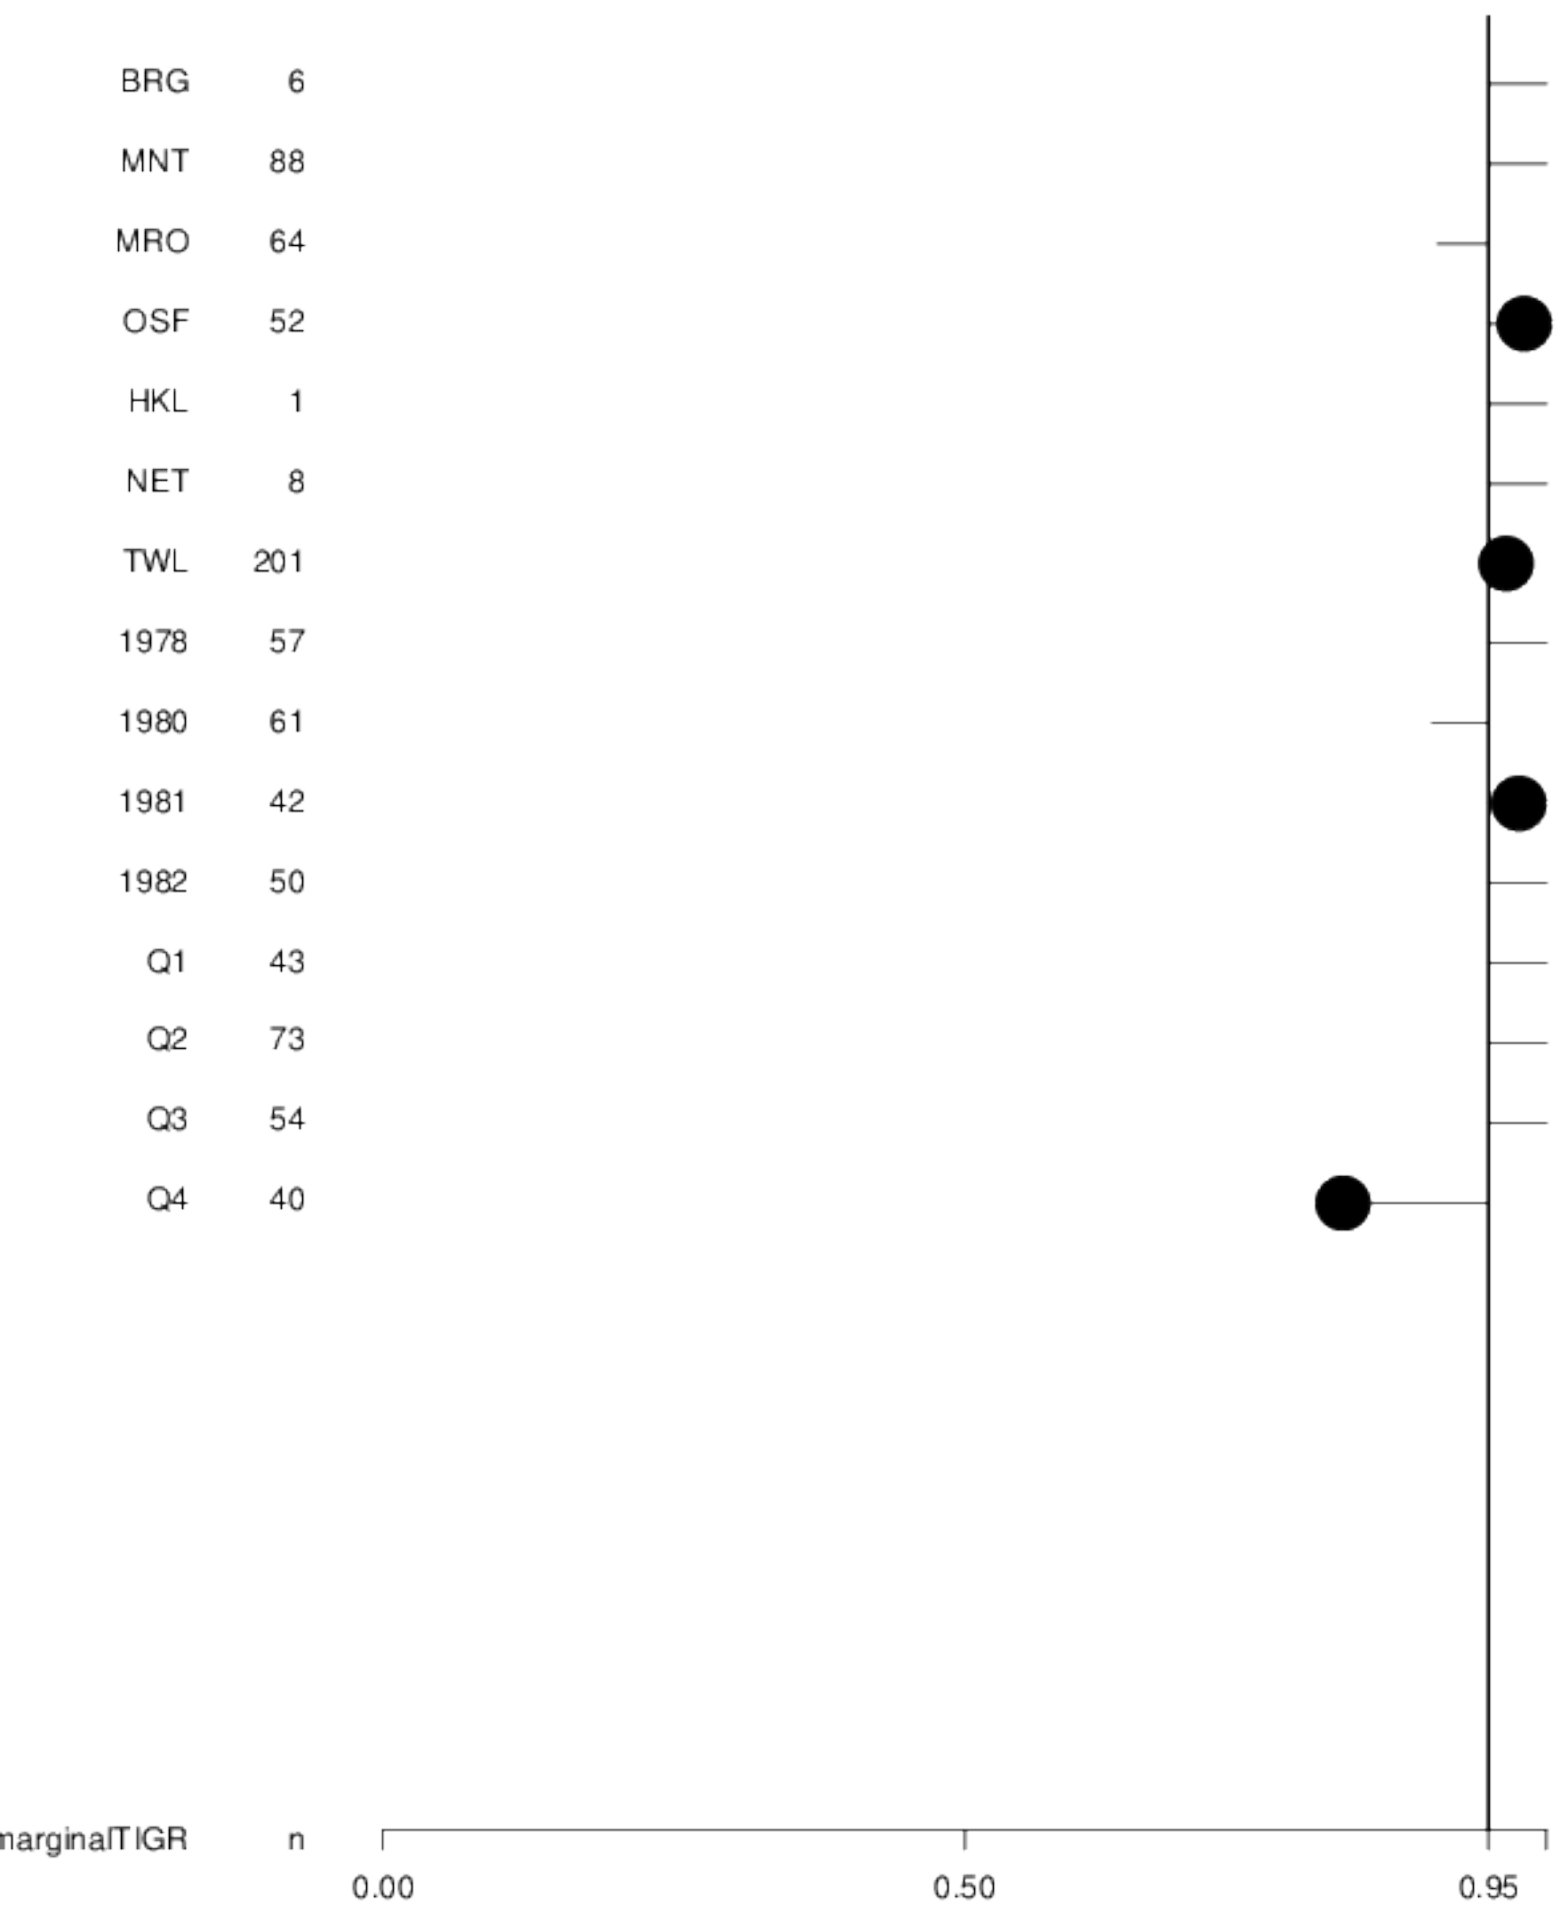 BRG 6
MNT 88
MRO 64
OSF 52
HKL 1
NET 8
TWL 201
1978 57
1980 61
1981 42
1982 50
Q1 43
Q2 73
Q3 54
Q4 40
marginalTIGR n
0.00 0.50 0.95